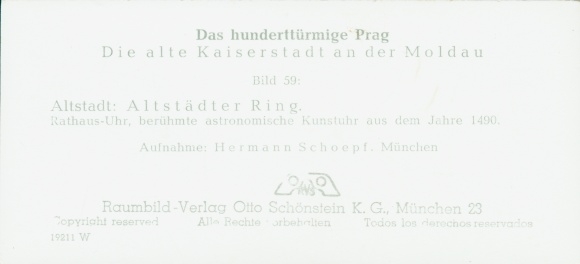 Das hunderttürmige Prag
Die alte Kaiserstadt an der Moldau
Bild 59:
Altstadt: Altstädter Ring.
Rathaus-Uhr, berühmte astronomische Kunstuhr aus dem Jahre 1490.
Aufnahme: Hermann Schoepf, München
Raumbild-Verlag Otto Schönstein K. G., München 23
Copyright reserved Alle Rechte vorbehalten Todos los derechos reservados
19211 W